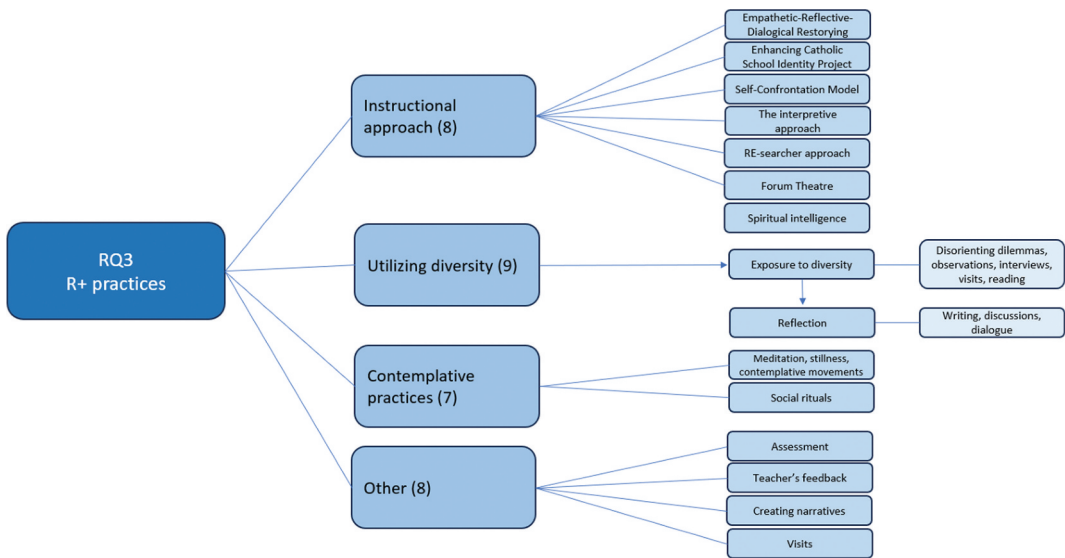 RQ3
R+ practices
Instructional
approach (8)
Empathetic-Reflective-
Dialogical Restorying
Enhancing Catholic
School Identity Project
Self-Confrontation Model
The interpretive
approach
RE-searcher approach
Forum Theatre
Spiritual intelligence
Utilizing diversity (9)
Exposure to diversity
Disorienting dilemmas,
observations, interviews,
visits, reading
Reflection
Writing, discussions,
dialogue
Contemplative
practices (7)
Meditation, stillness,
contemplative movements
Social rituals
Other (8)
Assessment
Teacher's feedback
Creating narratives
Visits